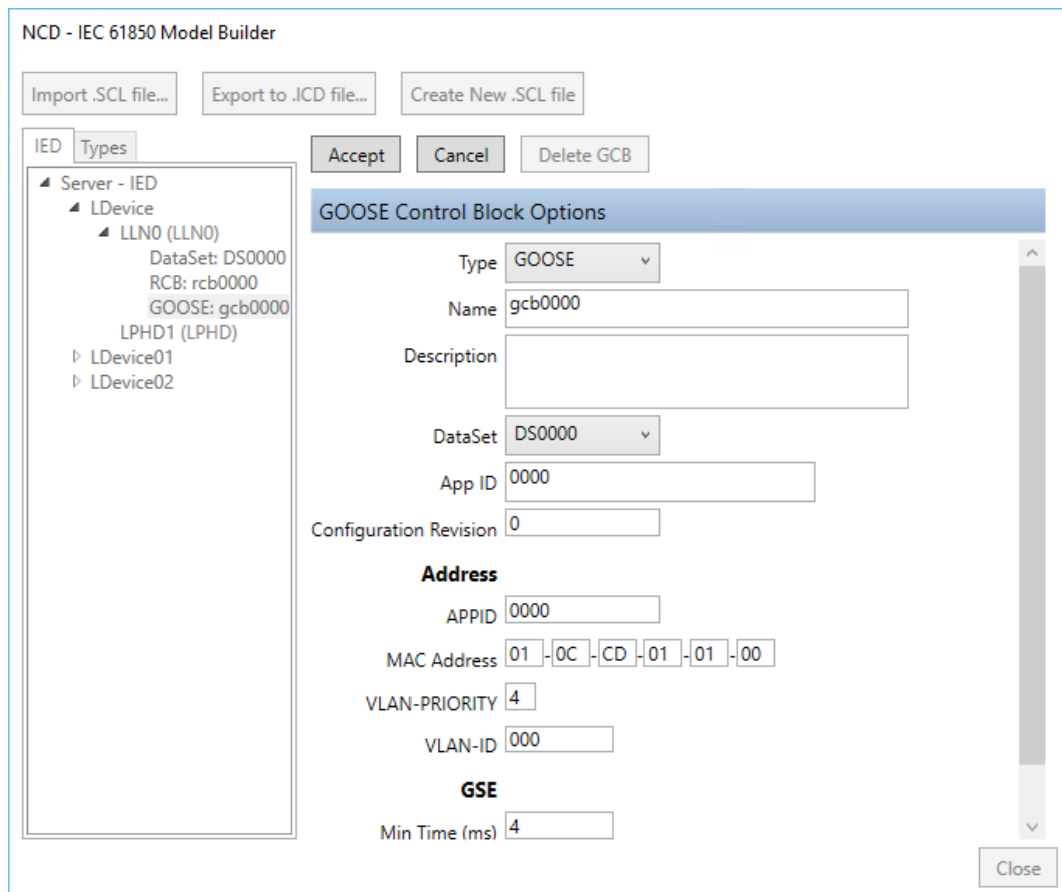 NCD - IEC 61850 Model Builder
Import .SCL file... Export to .ICD file... Create New .SCL file
IED Types
Server - IED
LDevice
LLN0 (LLN0)
DataSet: DS0000
RCB: rcb0000
GOOSE: gcb0000
LPHD1 (LPHD)
LDevice01
LDevice02
Accept Cancel Delete GCB
GOOSE Control Block Options
Type GOOSE
Name gcb0000
Description
DataSet DS0000
App ID 0000
Configuration Revision 0
Address
APPID 0000
MAC Address 01 -0C -CD -01 -01 -00
VLAN-PRIORITY 4
VLAN-ID 000
GSE
Min Time (ms) 4
Close